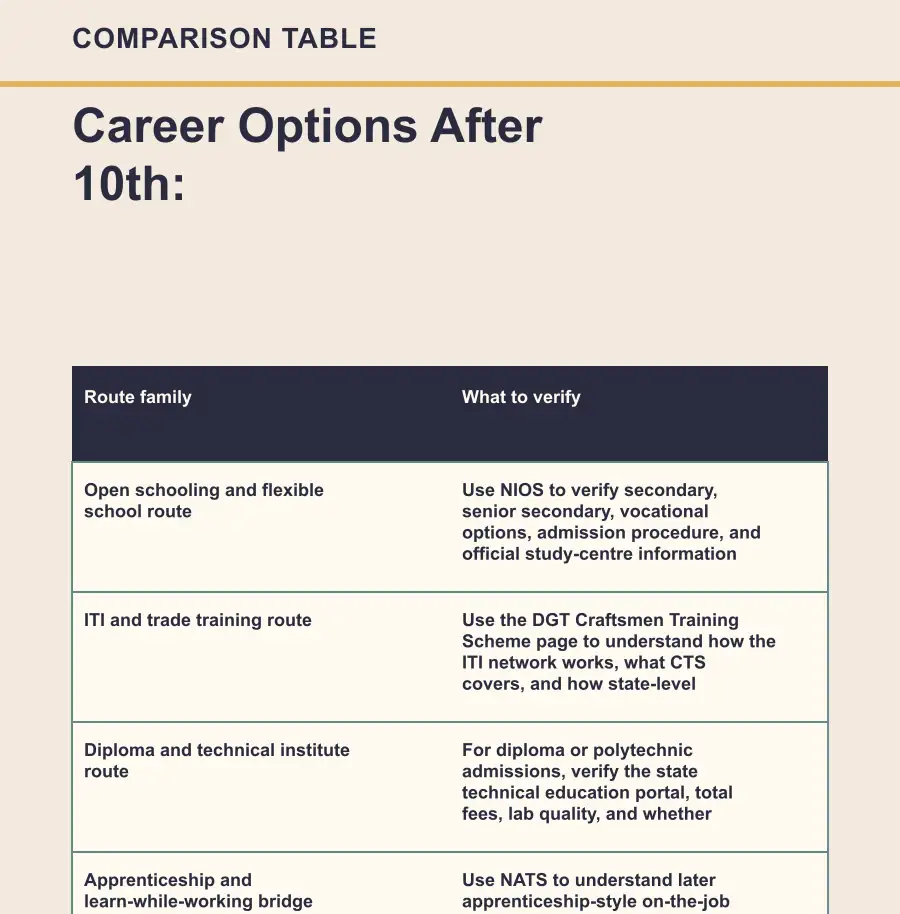 COMPARISON TABLE
Career Options After
10th:
Route family
What to verify
Open schooling and flexible
school route
Use NIOS to verify secondary,
senior secondary, vocational
options, admission procedure, and
official study-centre information
ITI and trade training route
Use the DGT Craftsmen Training
Scheme page to understand how the
ITI network works, what CTS
covers, and how state-level
Diploma and technical institute
route
For diploma or polytechnic
admissions, verify the state
technical education portal, total
fees, lab quality, and whether
Apprenticeship and
learn-while-working bridge
Use NATS to understand later
apprenticeship-style on-the-job